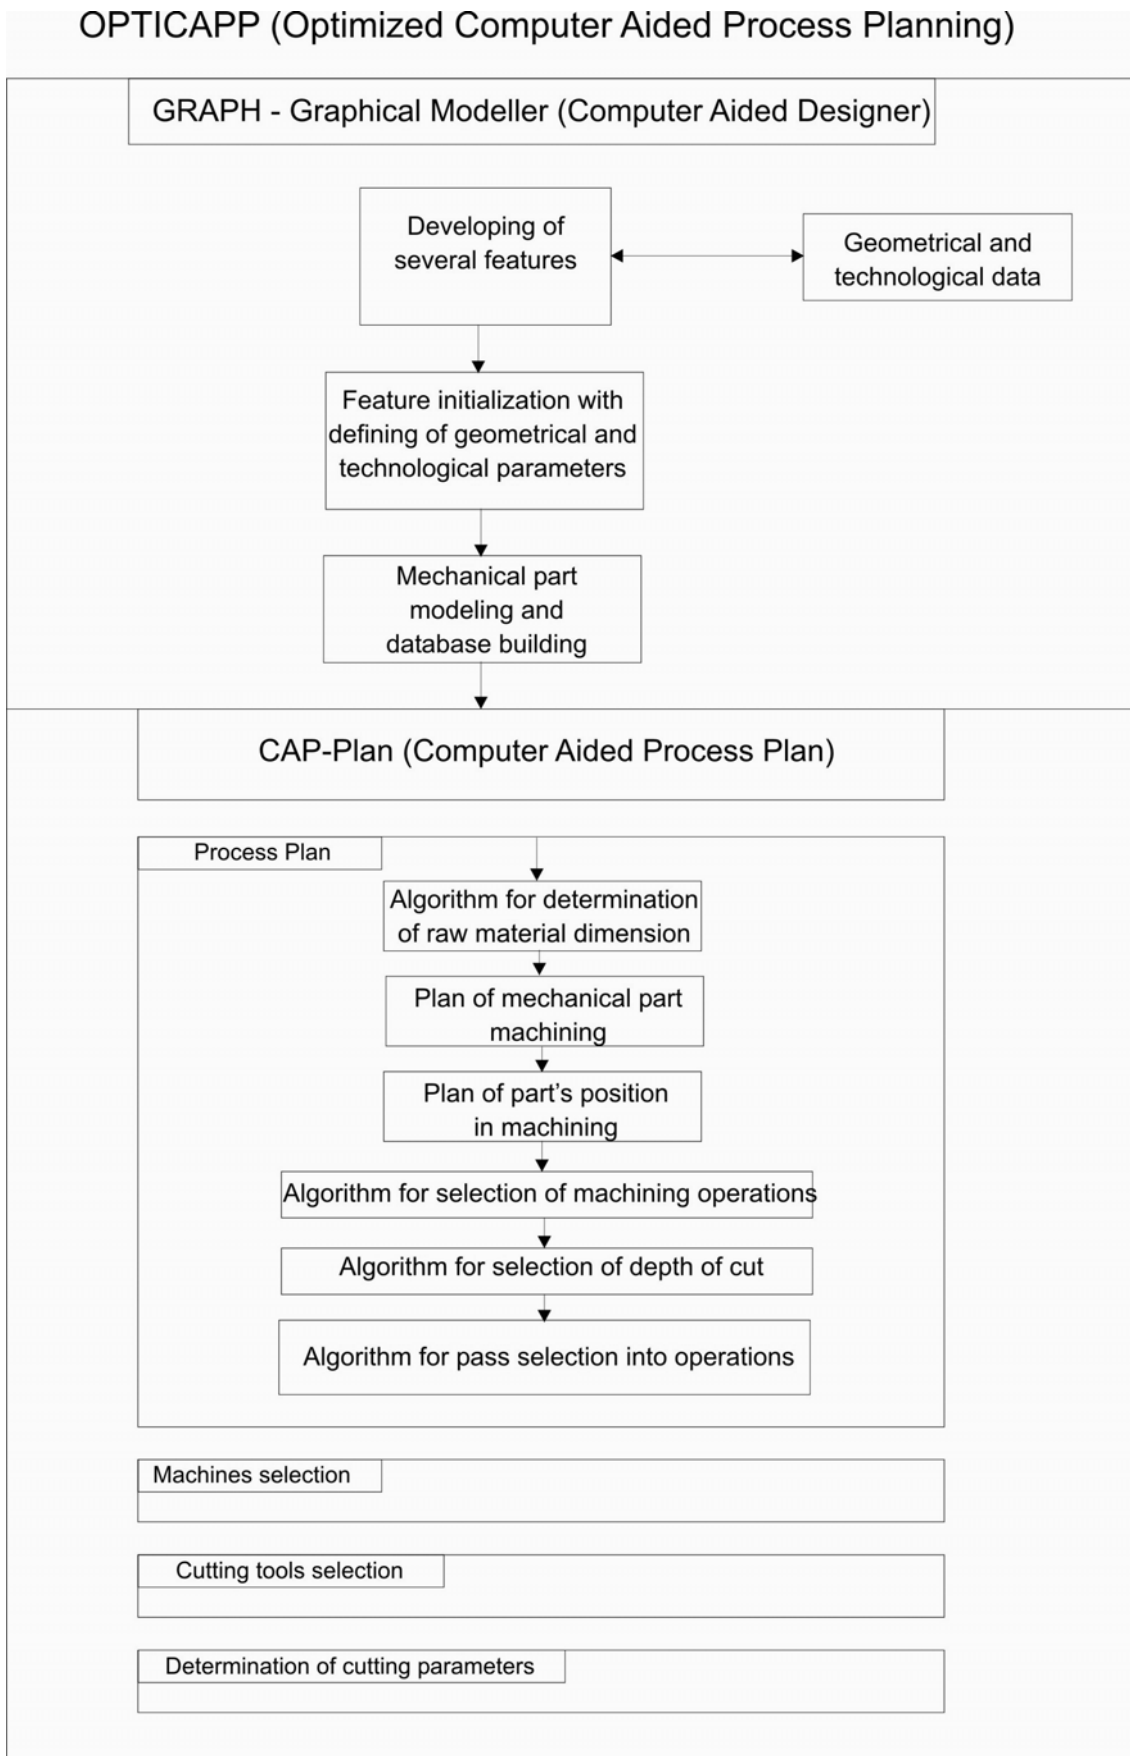 OPTICAPP (Optimized Computer Aided Process Planning)
GRAPH - Graphical Modeller (Computer Aided Designer)
Developing of
several features
Geometrical and
technological data
Feature initialization with
defining of geometrical and
technological parameters
Mechanical part
modeling and
database building
CAP-Plan (Computer Aided Process Plan)
Process Plan
Algorithm for determination
of raw material dimension
Plan of mechanical part
machining
Plan of part's position
in machining
Algorithm for selection of machining operations
Algorithm for selection of depth of cut
Algorithm for pass selection into operations
Machines selection
Cutting tools selection
Determination of cutting parameters